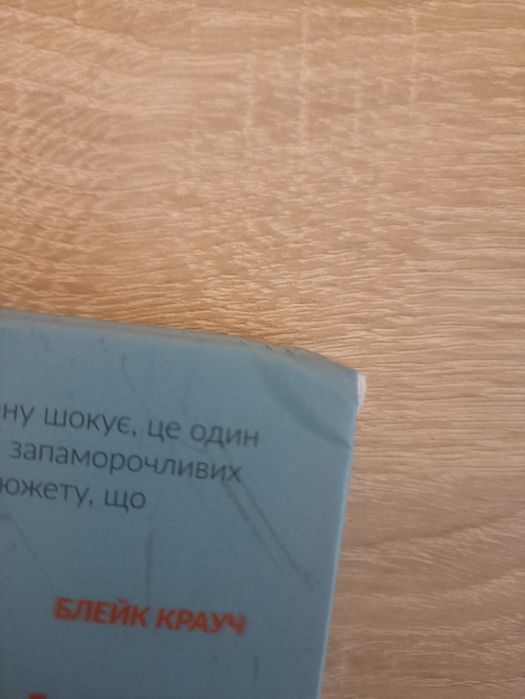 ну шокує, це один
запаморочливих
южету, що
БЛЕЙК КРАУЧ